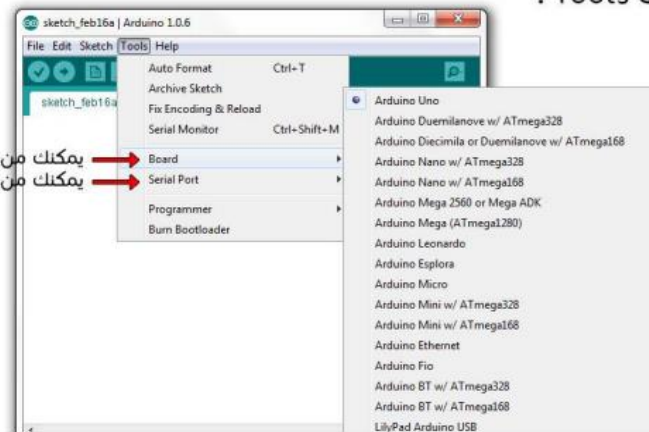 Tools
sketch_feb16a | Arduino 1.0.6
File Edit Sketch Tools Help
sketch_feb16a
Auto Format Ctrl+T
Archive Sketch
Fix Encoding & Reload
Serial Monitor Ctrl+Shift+M
Board
يمكنك من
Serial Port
يمكنك من
Programmer
Burn Bootloader
Arduino Uno
Arduino Duemilanove w/ ATmega328
Arduino Diecimila or Duemilanove w/ ATmega168
Arduino Nano w/ ATmega328
Arduino Nano w/ ATmega168
Arduino Mega 2560 or Mega ADK
Arduino Mega (ATmega1280)
Arduino Leonardo
Arduino Esplora
Arduino Micro
Arduino Mini w/ ATmega328
Arduino Mini w/ ATmega168
Arduino Ethernet
Arduino Fio
Arduino BT w/ ATmega328
Arduino BT w/ ATmega168
LilyPad Arduino USB